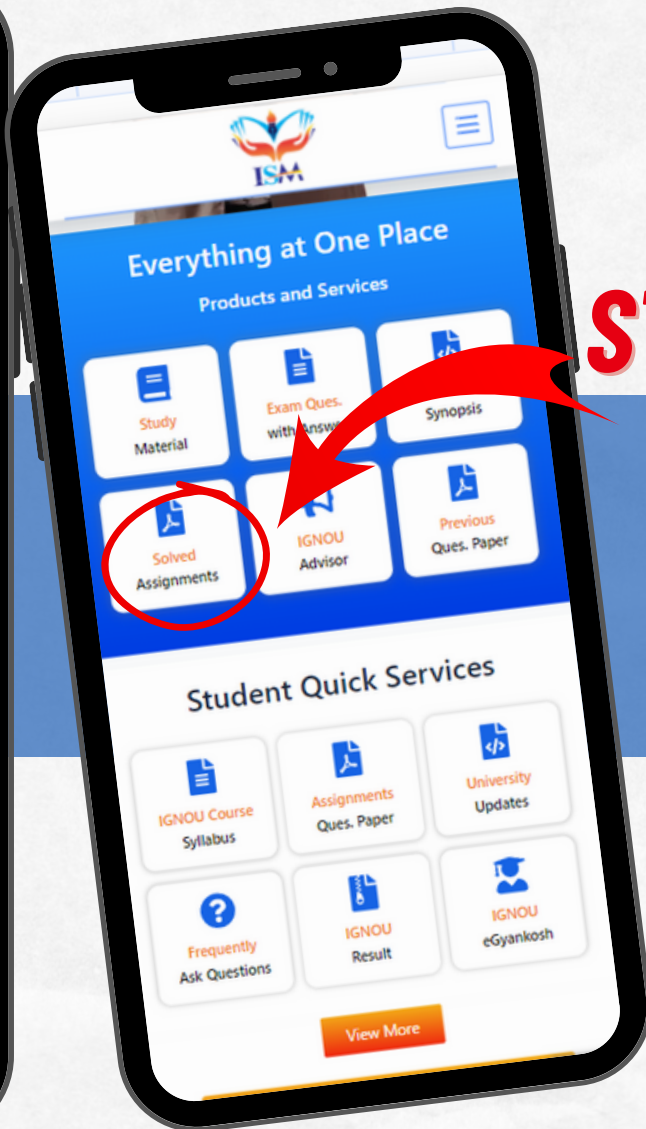 ISM
Everything at One Place
Products and Services
Study
Material
Exam Ques.
with Answ
Synopsis
Solved
Assignments
IGNOU
Advisor
Previous
Ques. Paper
Student Quick Services
IGNOU Course
Syllabus
Assignments
Ques. Paper
University
Updates
Frequently
Ask Questions
IGNOU
Result
IGNOU
eGyankosh
View More